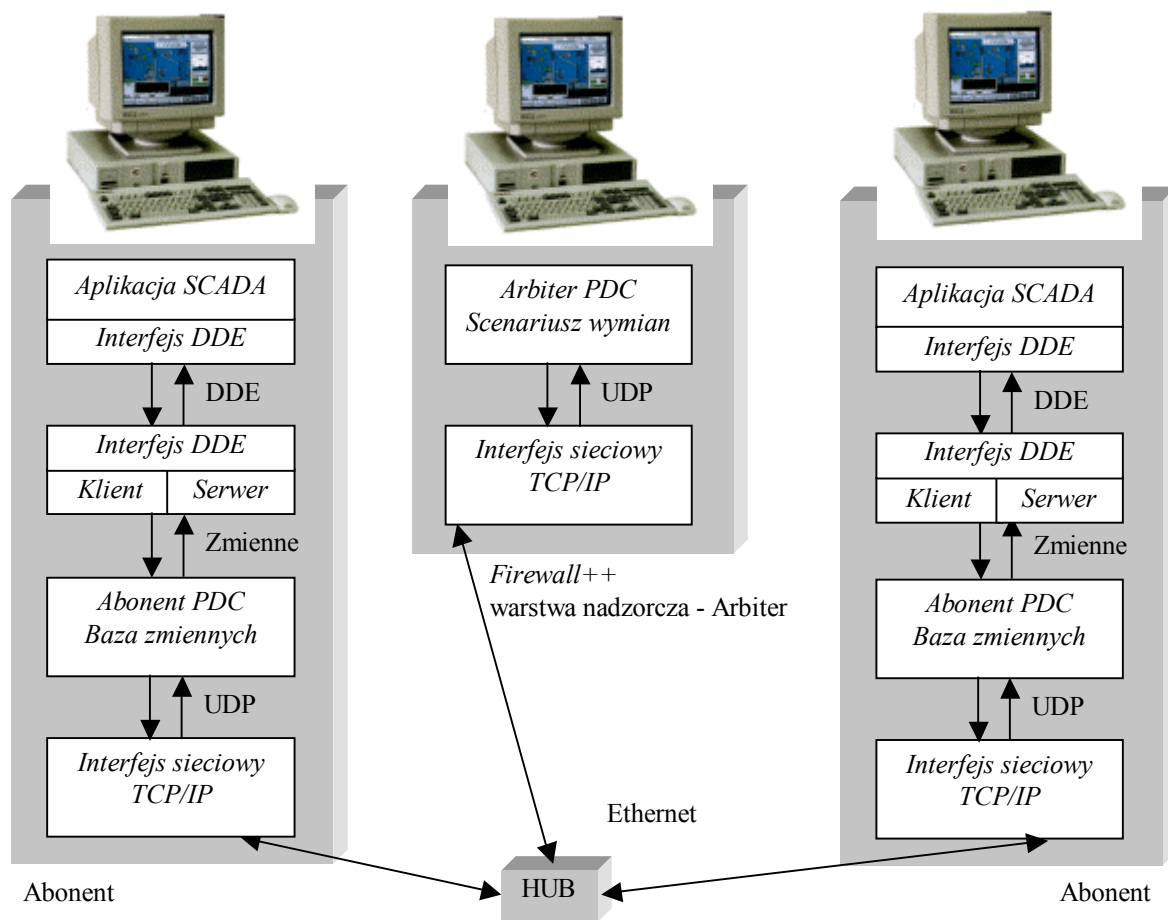 Aplikacja SCADA
Interfejs DDE
DDE
Interfejs DDE
Klient
Serwer
Zmienne
Abonent PDC
Baza zmiennych
UDP
Interfejs sieciowy
TCP/IP
Abonent
Arbiter PDC
Scenariusz wymian
UDP
Interfejs sieciowy
TCP/IP
Firewall++
warstwa nadzorcza - Arbiter
Ethernet
HUB
Aplikacja SCADA
Interfejs DDE
DDE
Interfejs DDE
Klient
Serwer
Zmienne
Abonent PDC
Baza zmiennych
UDP
Interfejs sieciowy
TCP/IP
Abonent